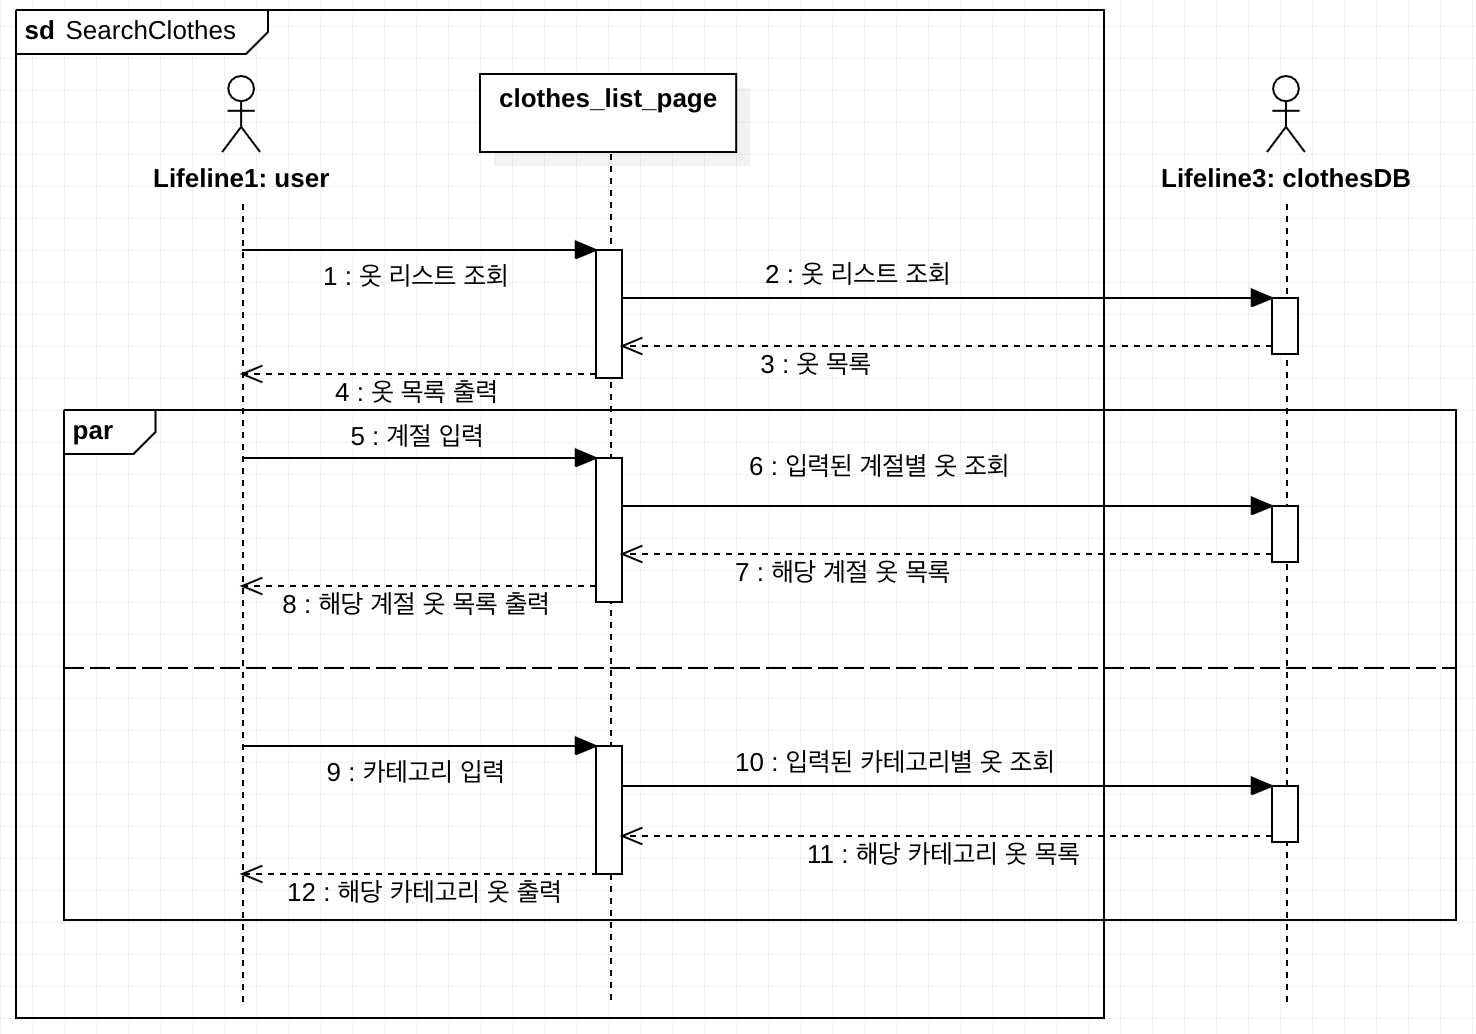 sd SearchClothes
clothes_list_page
Lifeline1: user
Lifeline3: clothesDB
1 : 옷 리스트 조회
2 : 옷 리스트 조회
3 : 옷 목록
4 : 옷 목록 출력
par
5 : 계절 입력
6 : 입력된 계절별 옷 조회
7 : 해당 계절 옷 목록
8 : 해당 계절 옷 목록 출력
9 : 카테고리 입력
10 : 입력된 카테고리별 옷 조회
11 : 해당 카테고리 옷 목록
12 : 해당 카테고리 옷 출력